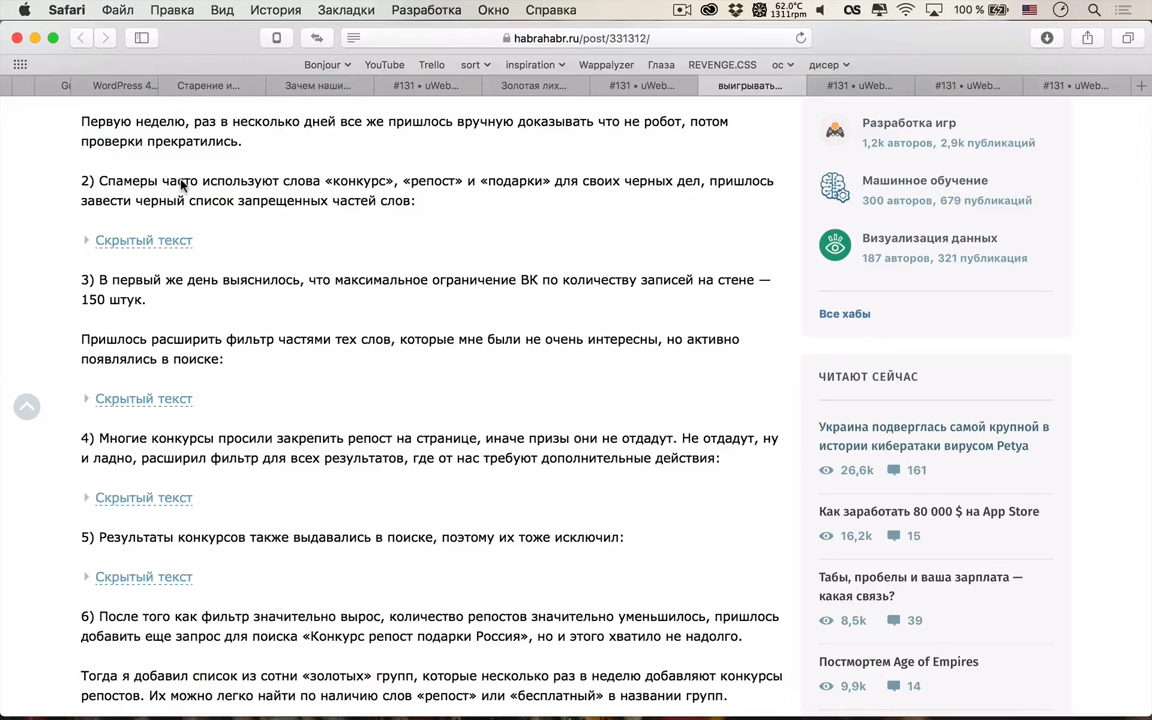 Safari Файл Правка Вид История Закладки Разработка Окно Справка 62.0°C 1311rpm 100 %
habrahabr.ru/post/331312/
Bonjour YouTube Trello sort inspiration Wappalyzer Глаза REVENGE.CSS ос дисер
Gu WordPress 4... Старение и... Зачем наши... #131 • uWeb... Золотая лих... #131 • uWeb... выигрывать... #131 • uWeb... #131 • uWeb... #131 • uWeb...
Первую неделю, раз в несколько дней все же пришлось вручную доказывать что не робот, потом
проверки прекратились.
2) Спамеры часто используют слова «конкурс», «репост» и «подарки» для своих черных дел, пришлось
завести черный список запрещенных частей слов:
Скрытый текст
3) В первый же день выяснилось, что максимальное ограничение ВК по количеству записей на стене —
150 штук.
Пришлось расширить фильтр частями тех слов, которые мне были не очень интересны, но активно
появлялись в поиске:
Скрытый текст
4) Многие конкурсы просили закрепить репост на странице, иначе призы они не отдадут. Не отдадут, ну
и ладно, расширил фильтр для всех результатов, где от нас требуют дополнительные действия:
Скрытый текст
5) Результаты конкурсов также выдавались в поиске, поэтому их тоже исключил:
Скрытый текст
6) После того как фильтр значительно вырос, количество репостов значительно уменьшилось, пришлось
добавить еще запрос для поиска «Конкурс репост подарки Россия», но и этого хватило не надолго.
Тогда я добавил список из сотни «золотых» групп, которые несколько раз в неделю добавляют конкурсы
репостов. Их можно легко найти по наличию слов «репост» или «бесплатный» в названии групп.
Разработка игр
1,2k авторов, 2,9k публикаций
Машинное обучение
300 авторов, 679 публикаций
Визуализация данных
187 авторов, 321 публикация
Все хабы
ЧИТАЮТ СЕЙЧАС
Украина подверглась самой крупной в
истории кибератаки вирусом Petya
26,6k 161
Как заработать 80 000 $ на App Store
16,2k 15
Табы, пробелы и ваша зарплата —
какая связь?
8,5k 39
Постмортем Age of Empires
9,9k 14